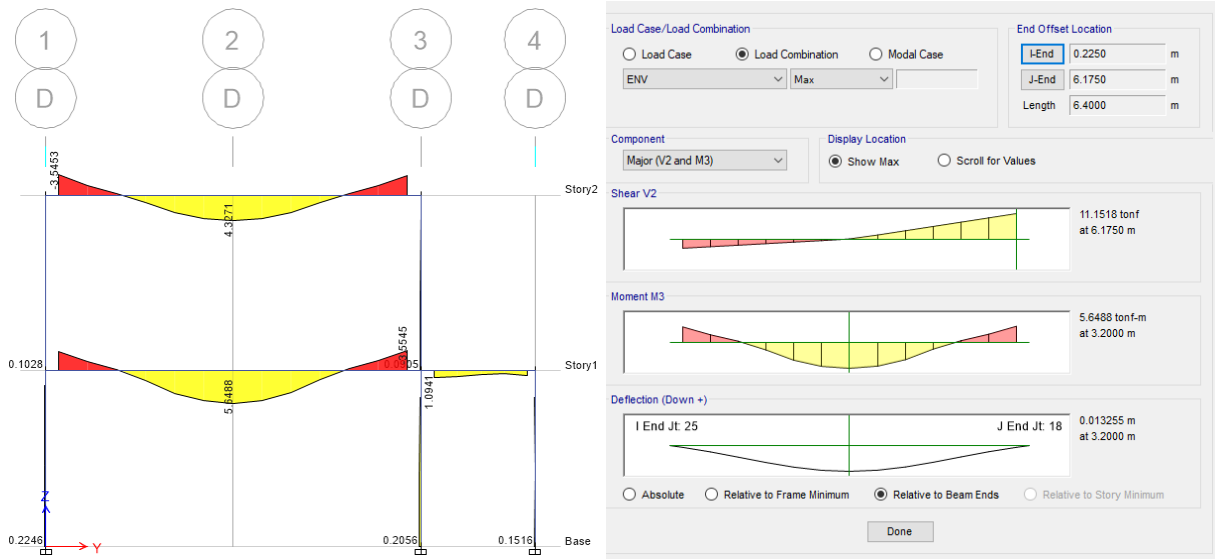 1
2
3
4
D
D
D
D
-3.5453
4.3271
Story2
0.1028
5.6488
3.5545
0.0905
1.0941
Story1
Z
Y
0.2246
0.2056
0.1516
Base
Load Case/Load Combination
Load Case
Load Combination
Modal Case
ENV
Max
End Offset Location
I-End
0.2250
m
J-End
6.1750
m
Length
6.4000
m
Component
Major (V2 and M3)
Display Location
Show Max
Scroll for Values
Shear V2
11.1518 tonf
at 6.1750 m
Moment M3
5.6488 tonf-m
at 3.2000 m
Deflection (Down +)
I End Jt: 25
J End Jt: 18
0.013255 m
at 3.2000 m
Absolute
Relative to Frame Minimum
Relative to Beam Ends
Relative to Story Minimum
Done